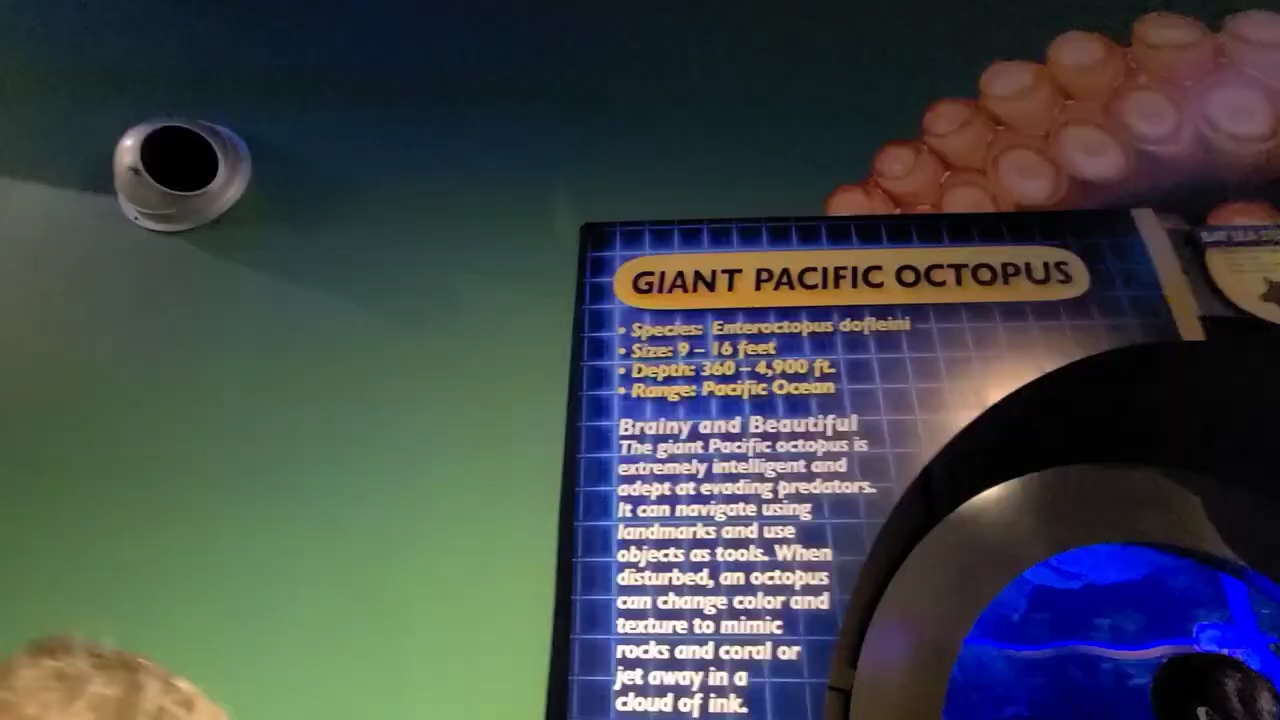 GIANT PACIFIC OCTOPUS
• Species: Enteroctopus dofleini
• Size: 9 – 16 feet
• Depth: 360 – 4,900 ft.
• Range: Pacific Ocean
Brainy and Beautiful
The giant Pacific octopus is
extremely intelligent and
adept at evading predators.
It can navigate using
landmarks and use
objects as tools. When
disturbed, an octopus
can change color and
texture to mimic
rocks and coral or
jet away in a
cloud of ink.